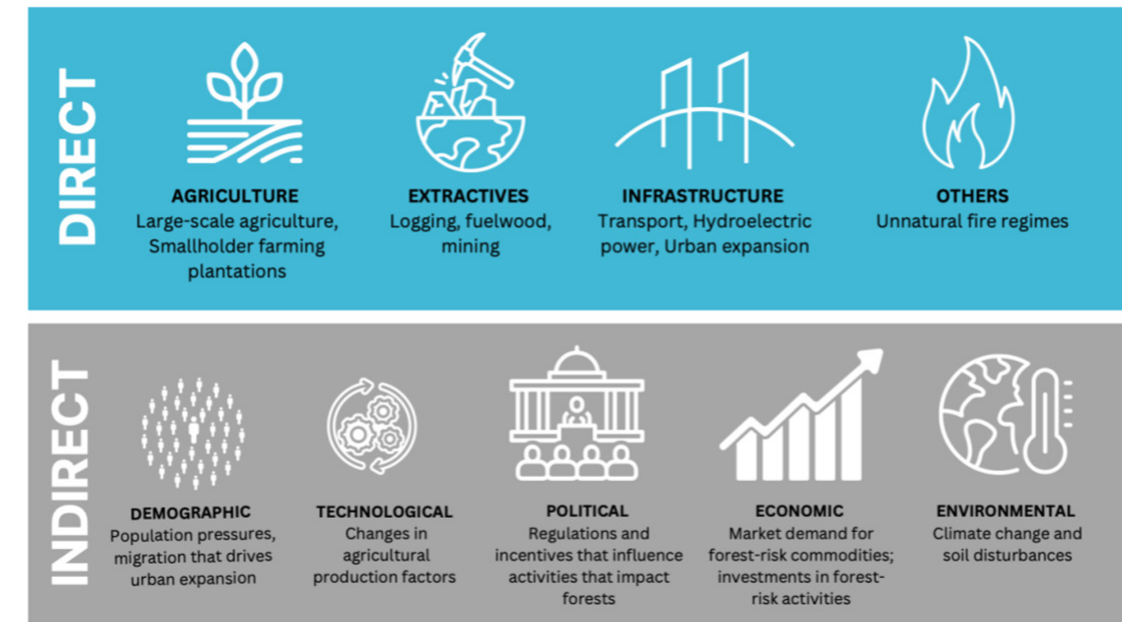 DIRECT
AGRICULTURE
Large-scale agriculture,
Smallholder farming
plantations
EXTRACTIVES
Logging, fuelwood,
mining
INFRASTRUCTURE
Transport, Hydroelectric
power, Urban expansion
OTHERS
Unnatural fire regimes
INDIRECT
DEMOGRAPHIC
Population pressures,
migration that drives
urban expansion
TECHNOLOGICAL
Changes in
agricultural
production factors
POLITICAL
Regulations and
incentives that influence
activities that impact
forests
ECONOMIC
Market demand for
forest-risk commodities;
investments in forest-
risk activities
ENVIRONMENTAL
Climate change and
soil disturbances